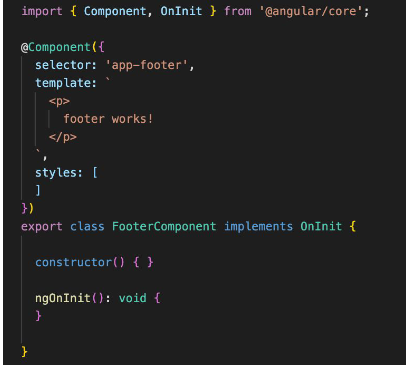 import { Component, OnInit } from '@angular/core';

@Component({
  selector: 'app-footer',
  template: `
    <p>
      footer works!
    </p>
  `,
  styles: [
  ]
})
export class FooterComponent implements OnInit {

  constructor() { }

  ngOnInit(): void {
  }

}